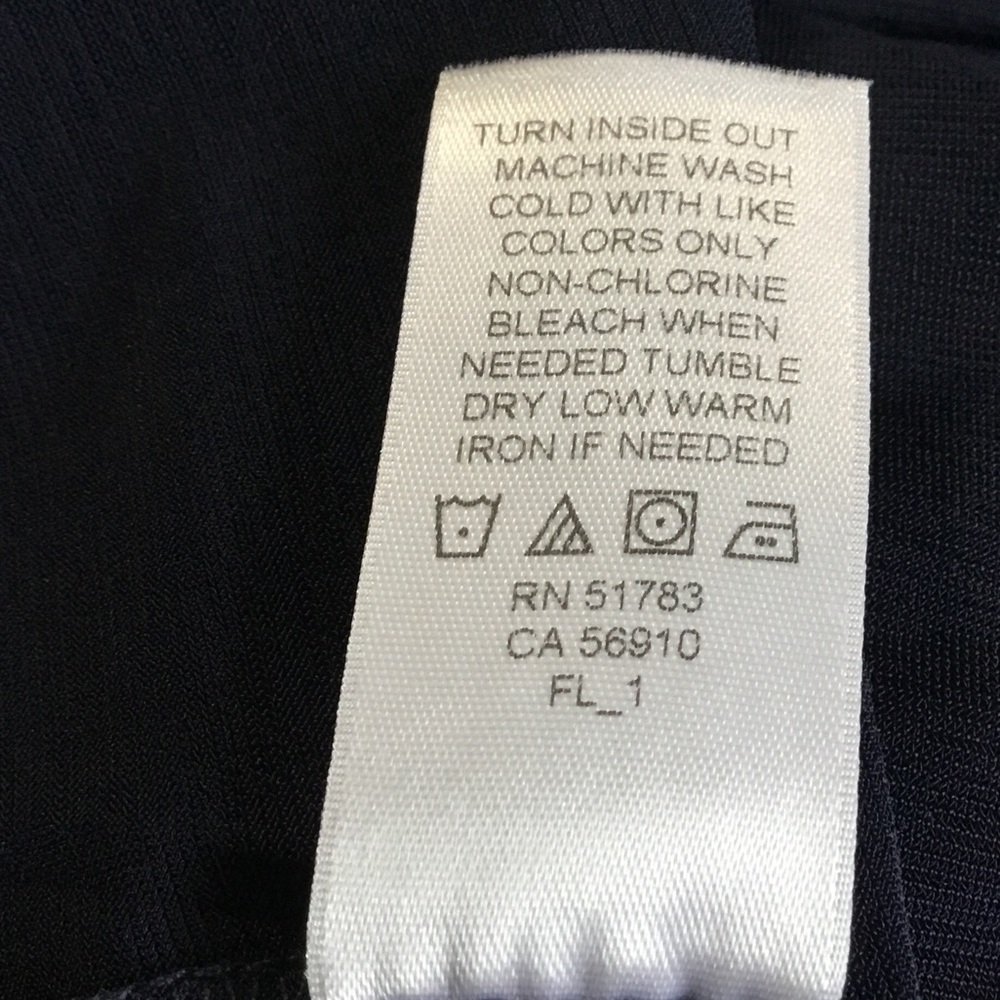 TURN INSIDE OUT
MACHINE WASH
COLD WITH LIKE
COLORS ONLY
NON-CHLORINE
BLEACH WHEN
NEEDED TUMBLE
DRY LOW WARM
IRON IF NEEDED
RN 51783
CA 56910
FL_1